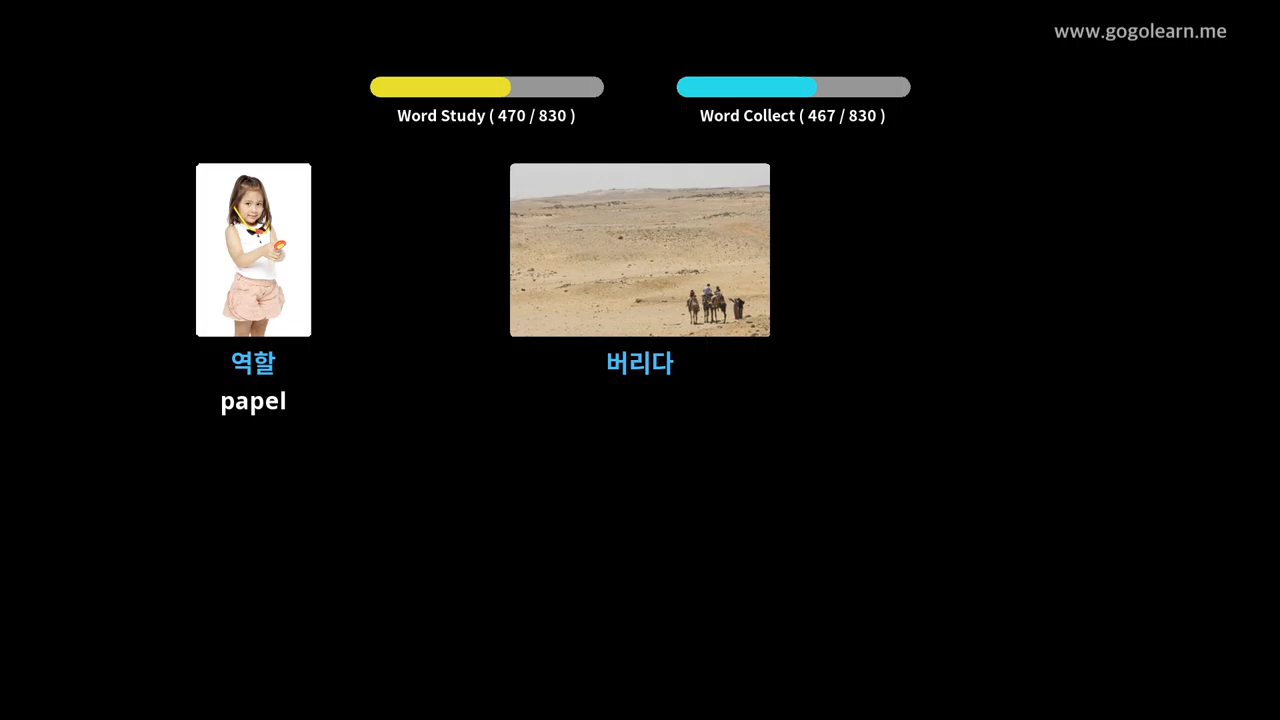 www.gogolearn.me
Word Study ( 470 / 830 )
Word Collect ( 467 / 830 )
역할
버리다
papel